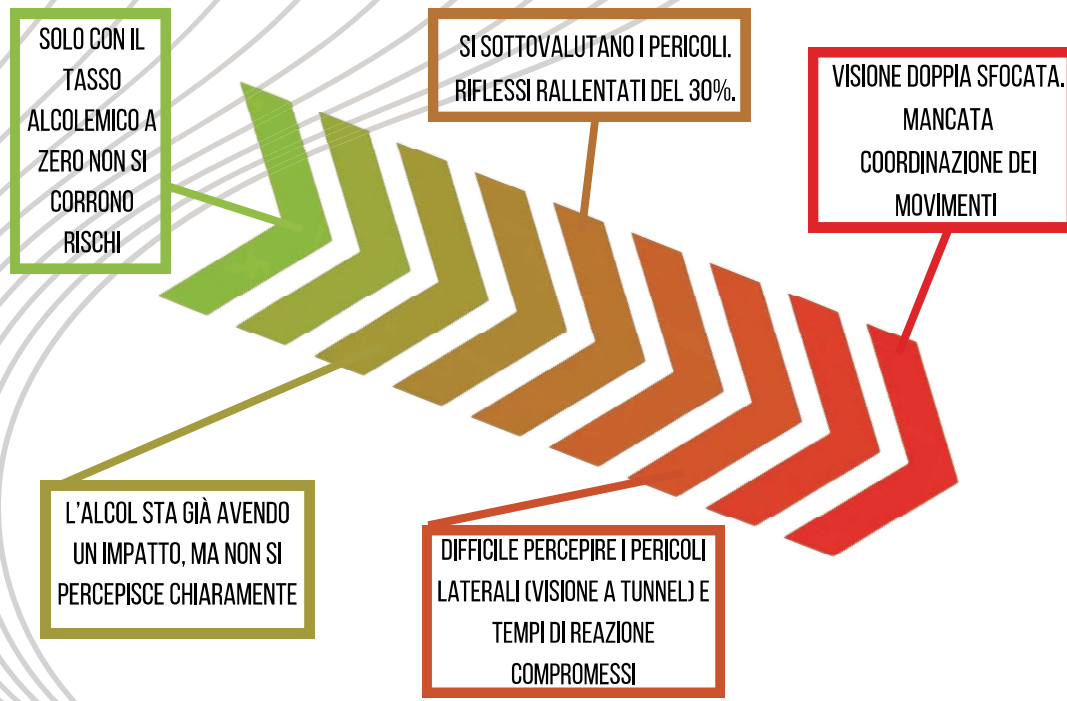 SOLO CON IL
TASSO
ALCOLEMICO A
ZERO NON SI
CORRONO
RISCHI
SI SOTTOVALUTANO I PERICOLI.
RIFLESSI RALLENTATI DEL 30%.
VISIONE DOPPIA SFOCATA.
MANCATA
COORDINAZIONE DEI
MOVIMENTI
L'ALCOL STA GIÀ AVENDO
UN IMPATTO, MA NON SI
PERCEPISCE CHIARAMENTE
DIFFICILE PERCEPIRE I PERICOLI
LATERALI (VISIONE A TUNNEL) E
TEMPI DI REAZIONE
COMPROMESSI